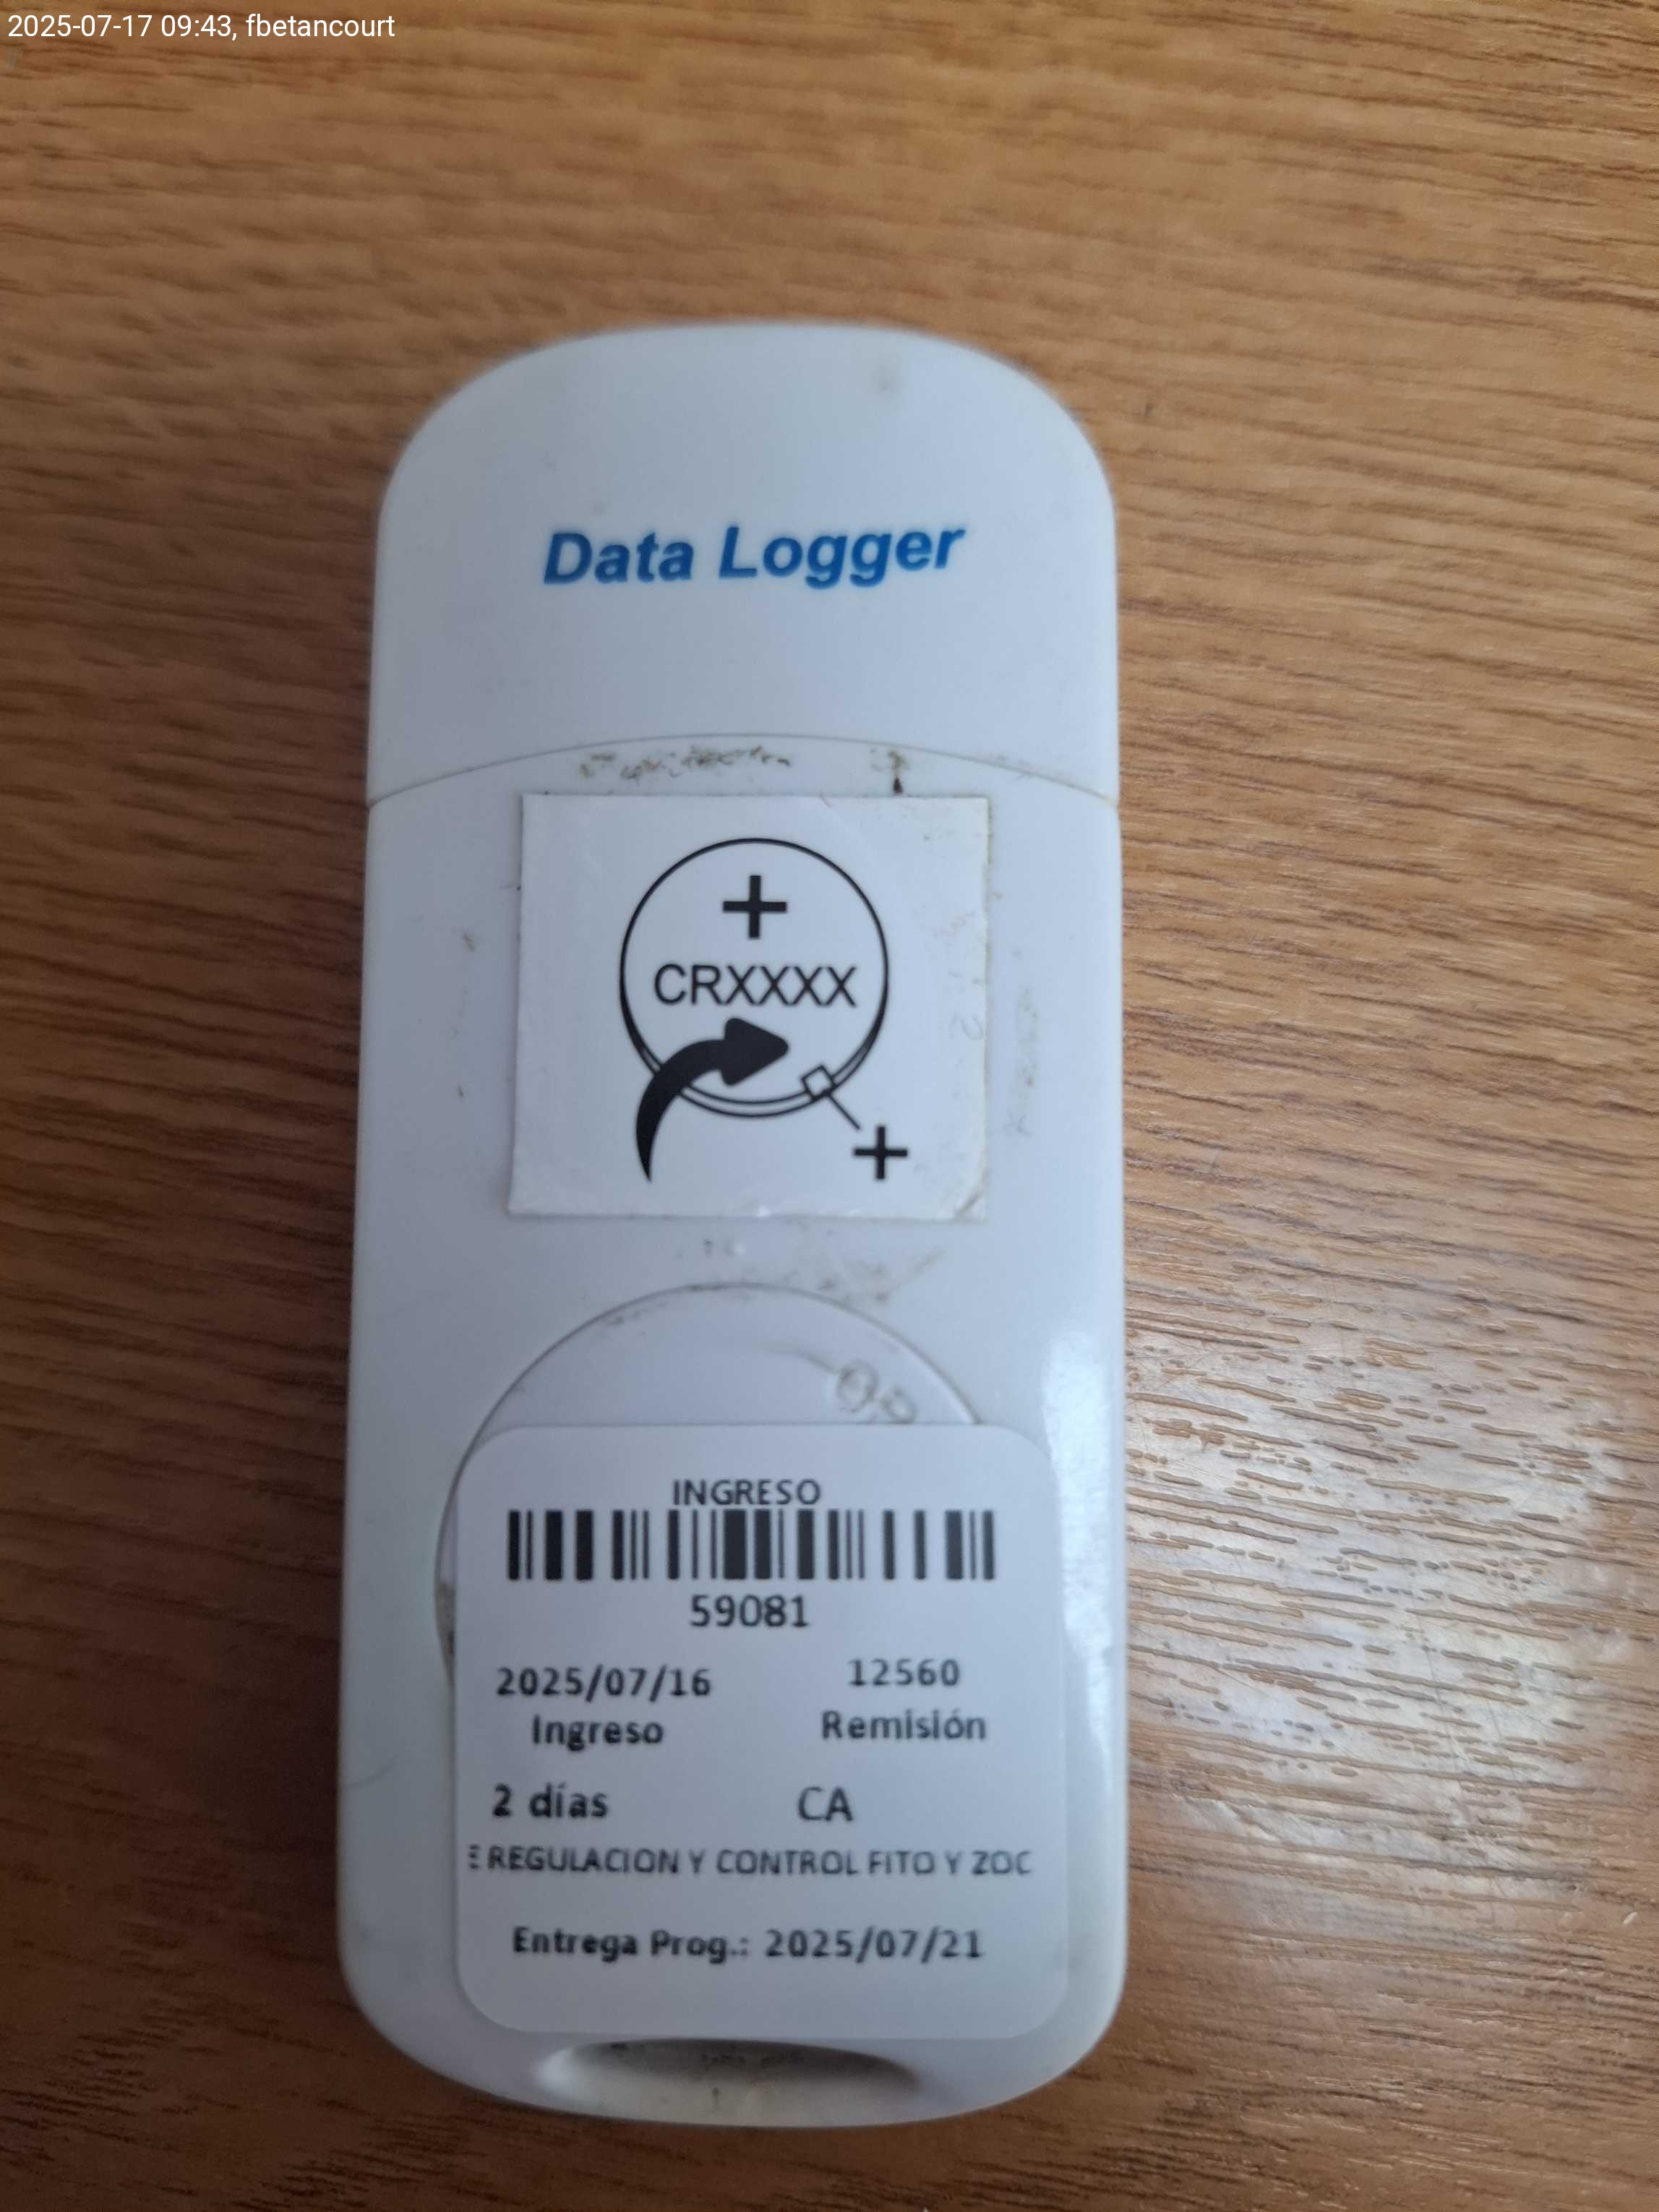 2025-07-17 09:43, fbetancourt
Data Logger
+
CRXXXX
+
INGRESO
59081
2025/07/16 12560
Ingreso Remisión
2 días CA
E REGULACION Y CONTROL FITO Y ZOC
Entrega Prog.: 2025/07/21